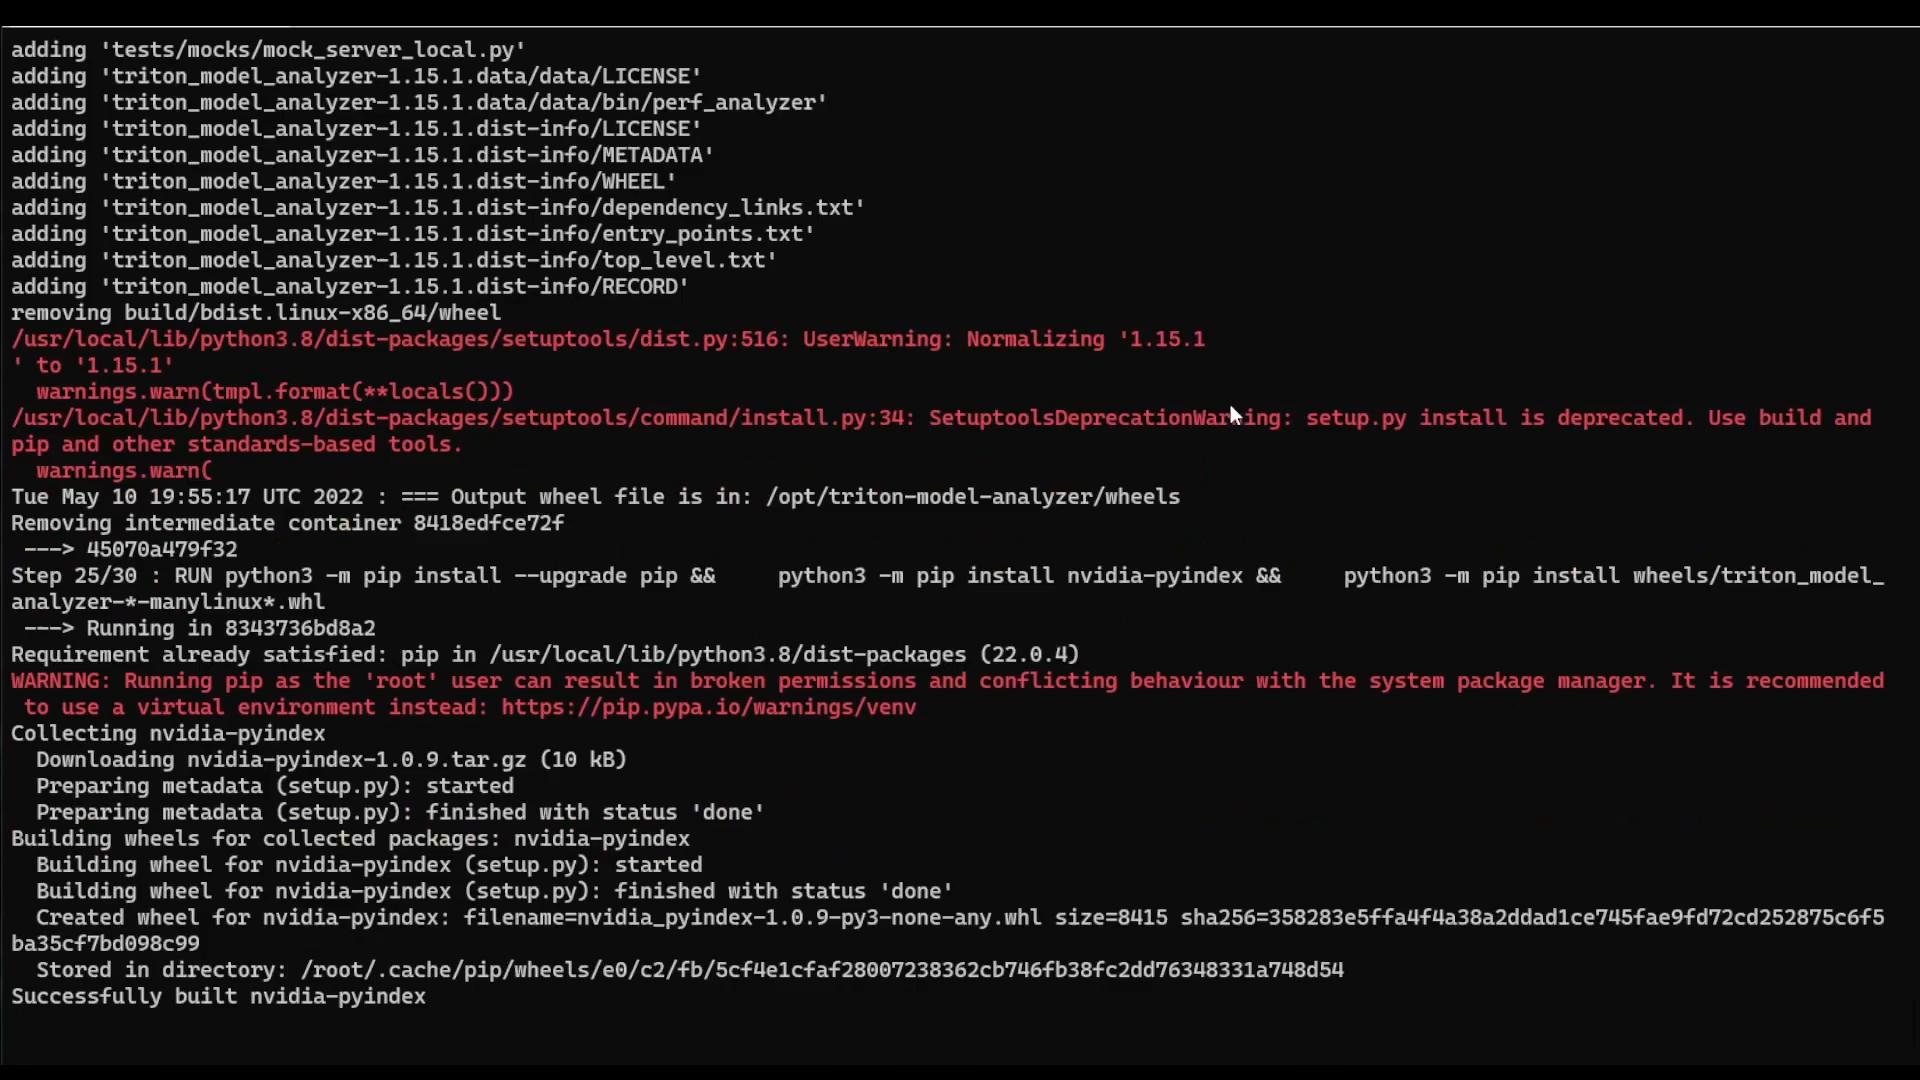 adding 'tests/mocks/mock_server_local.py'
adding 'triton_model_analyzer-1.15.1.data/data/LICENSE'
adding 'triton_model_analyzer-1.15.1.data/data/bin/perf_analyzer'
adding 'triton_model_analyzer-1.15.1.dist-info/LICENSE'
adding 'triton_model_analyzer-1.15.1.dist-info/METADATA'
adding 'triton_model_analyzer-1.15.1.dist-info/WHEEL'
adding 'triton_model_analyzer-1.15.1.dist-info/dependency_links.txt'
adding 'triton_model_analyzer-1.15.1.dist-info/entry_points.txt'
adding 'triton_model_analyzer-1.15.1.dist-info/top_level.txt'
adding 'triton_model_analyzer-1.15.1.dist-info/RECORD'
removing build/bdist.linux-x86_64/wheel
/usr/local/lib/python3.8/dist-packages/setuptools/dist.py:516: UserWarning: Normalizing '1.15.1
' to '1.15.1'
  warnings.warn(tmpl.format(**locals()))
/usr/local/lib/python3.8/dist-packages/setuptools/command/install.py:34: SetuptoolsDeprecationWarning: setup.py install is deprecated. Use build and
pip and other standards-based tools.
  warnings.warn(
Tue May 10 19:55:17 UTC 2022 : === Output wheel file is in: /opt/triton-model-analyzer/wheels
Removing intermediate container 8418edfce72f
 ---> 45070a479f32
Step 25/30 : RUN python3 -m pip install --upgrade pip &&     python3 -m pip install nvidia-pyindex &&     python3 -m pip install wheels/triton_model_
analyzer-*-manylinux*.whl
 ---> Running in 8343736bd8a2
Requirement already satisfied: pip in /usr/local/lib/python3.8/dist-packages (22.0.4)
WARNING: Running pip as the 'root' user can result in broken permissions and conflicting behaviour with the system package manager. It is recommended
 to use a virtual environment instead: https://pip.pypa.io/warnings/venv
Collecting nvidia-pyindex
  Downloading nvidia-pyindex-1.0.9.tar.gz (10 kB)
  Preparing metadata (setup.py): started
  Preparing metadata (setup.py): finished with status 'done'
Building wheels for collected packages: nvidia-pyindex
  Building wheel for nvidia-pyindex (setup.py): started
  Building wheel for nvidia-pyindex (setup.py): finished with status 'done'
  Created wheel for nvidia-pyindex: filename=nvidia_pyindex-1.0.9-py3-none-any.whl size=8415 sha256=358283e5ffa4f4a38a2ddad1ce745fae9fd72cd252875c6f5
ba35cf7bd098c99
  Stored in directory: /root/.cache/pip/wheels/e0/c2/fb/5cf4e1cfaf28007238362cb746fb38fc2dd76348331a748d54
Successfully built nvidia-pyindex